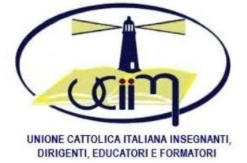 uciim
UNIONE CATTOLICA ITALIANA INSEGNANTI,
DIRIGENTI, EDUCATORI E FORMATORI